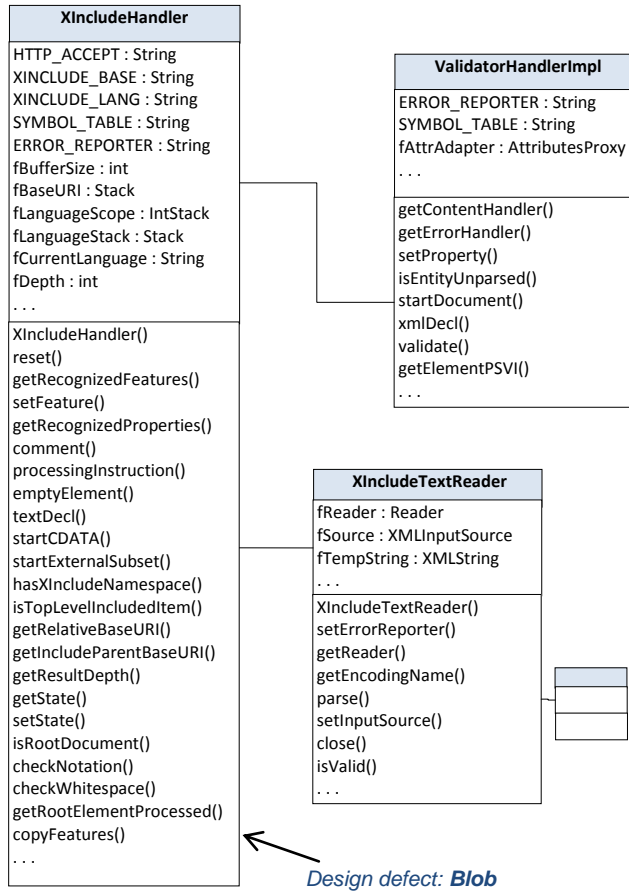 XIncludeHandler
HTTP_ACCEPT : String
XINCLUDE_BASE : String
XINCLUDE_LANG : String
SYMBOL_TABLE : String
ERROR_REPORTER : String
fBufferSize : int
fBaseURI : Stack
fLanguageScope : IntStack
fLanguageStack : Stack
fCurrentLanguage : String
fDepth : int
. . .
XIncludeHandler()
reset()
getRecognizedFeatures()
setFeature()
getRecognizedProperties()
comment()
processingInstruction()
emptyElement()
textDecl()
startCDATA()
startExternalSubset()
hasXIncludeNamespace()
isTopLevelIncludedItem()
getRelativeBaseURI()
getIncludeParentBaseURI()
getResultDepth()
getState()
setState()
isRootDocument()
checkNotation()
checkWhitespace()
getRootElementProcessed()
copyFeatures()
. . .
ValidatorHandlerImpl
ERROR_REPORTER : String
SYMBOL_TABLE : String
fAttrAdapter : AttributesProxy
. . .
getContentHandler()
getErrorHandler()
setProperty()
isEntityUnparsed()
startDocument()
xmlDecl()
validate()
getElementPSVI()
. . .
XIncludeTextReader
fReader : Reader
fSource : XMLInputSource
fTempString : XMLString
. . .
XIncludeTextReader()
setErrorReporter()
getReader()
getEncodingName()
parse()
setInputSource()
close()
isValid()
. . .
Design defect: Blob